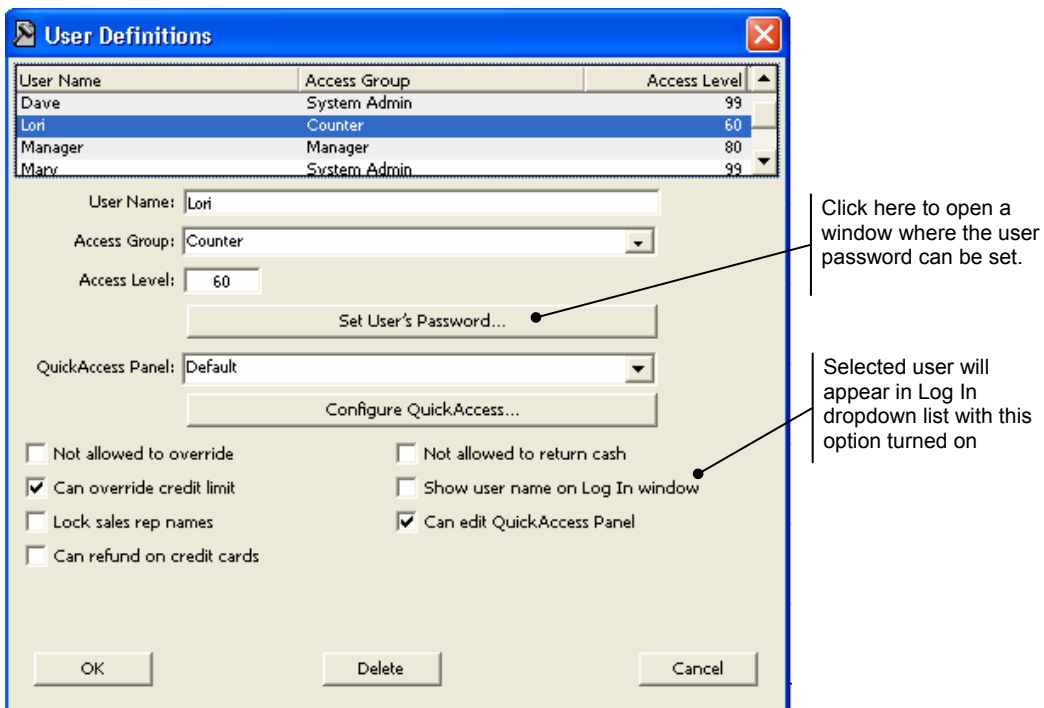 User Definitions
User Name Access Group Access Level
Dave System Admin 99
Lori Counter 60
Manager Manager 80
Mary System Admin 99
User Name: Lori
Access Group: Counter
Access Level: 60
Set User's Password...
QuickAccess Panel: Default
Configure QuickAccess...
Not allowed to override Not allowed to return cash
Can override credit limit Show user name on Log In window
Lock sales rep names Can edit QuickAccess Panel
Can refund on credit cards
OK Delete Cancel
Click here to open a
window where the user
password can be set.
Selected user will
appear in Log In
dropdown list with this
option turned on